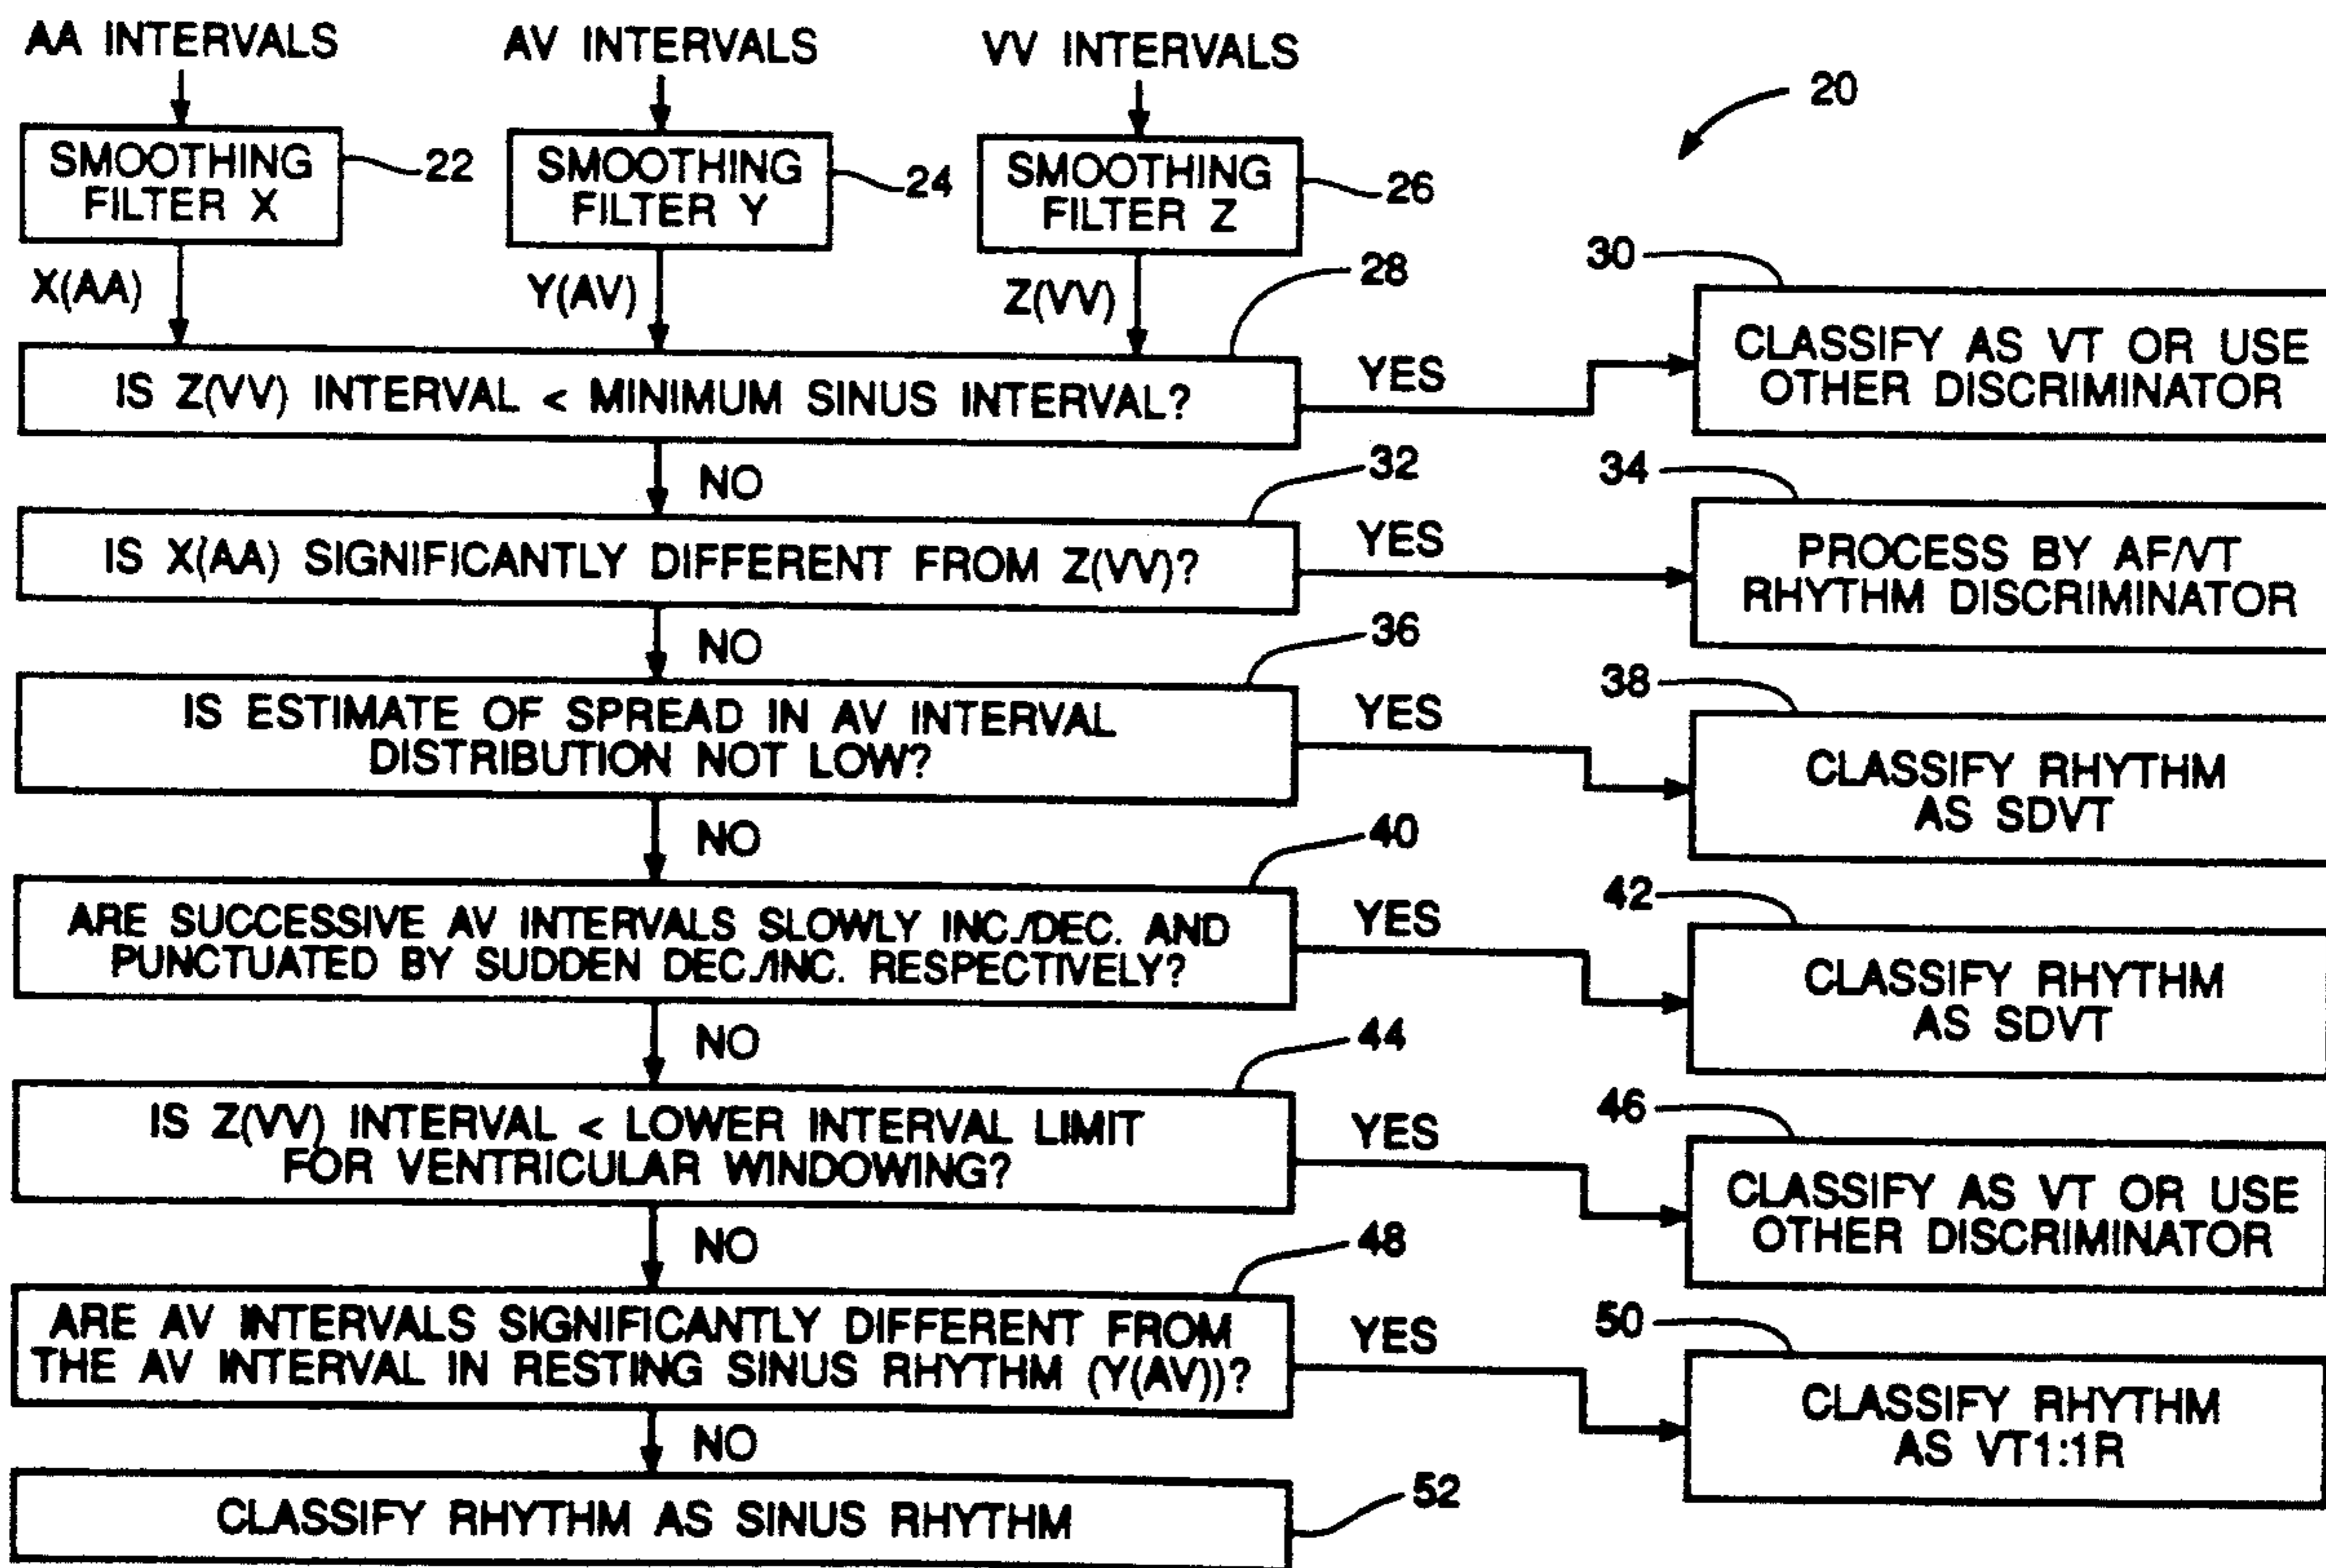 AA INTERVALS
AV INTERVALS
VV INTERVALS
20
SMOOTHING
FILTER X
22
SMOOTHING
FILTER Y
24
SMOOTHING
FILTER Z
26
X(AA)
Y(AV)
Z(VV)
28
IS Z(VV) INTERVAL < MINIMUM SINUS INTERVAL?
YES
30
CLASSIFY AS VT OR USE
OTHER DISCRIMINATOR
NO
32
IS X(AA) SIGNIFICANTLY DIFFERENT FROM Z(VV)?
YES
34
PROCESS BY AF/VT
RHYTHM DISCRIMINATOR
NO
36
IS ESTIMATE OF SPREAD IN AV INTERVAL
DISTRIBUTION NOT LOW?
YES
38
CLASSIFY RHYTHM
AS SDVT
NO
40
ARE SUCCESSIVE AV INTERVALS SLOWLY INC./DEC. AND
PUNCTUATED BY SUDDEN DEC./INC. RESPECTIVELY?
YES
42
CLASSIFY RHYTHM
AS SDVT
NO
44
IS Z(VV) INTERVAL < LOWER INTERVAL LIMIT
FOR VENTRICULAR WINDOWING?
YES
46
CLASSIFY AS VT OR USE
OTHER DISCRIMINATOR
NO
48
ARE AV INTERVALS SIGNIFICANTLY DIFFERENT FROM
THE AV INTERVAL IN RESTING SINUS RHYTHM (Y(AV))?
YES
50
CLASSIFY RHYTHM
AS VT1:1R
NO
CLASSIFY RHYTHM AS SINUS RHYTHM
52